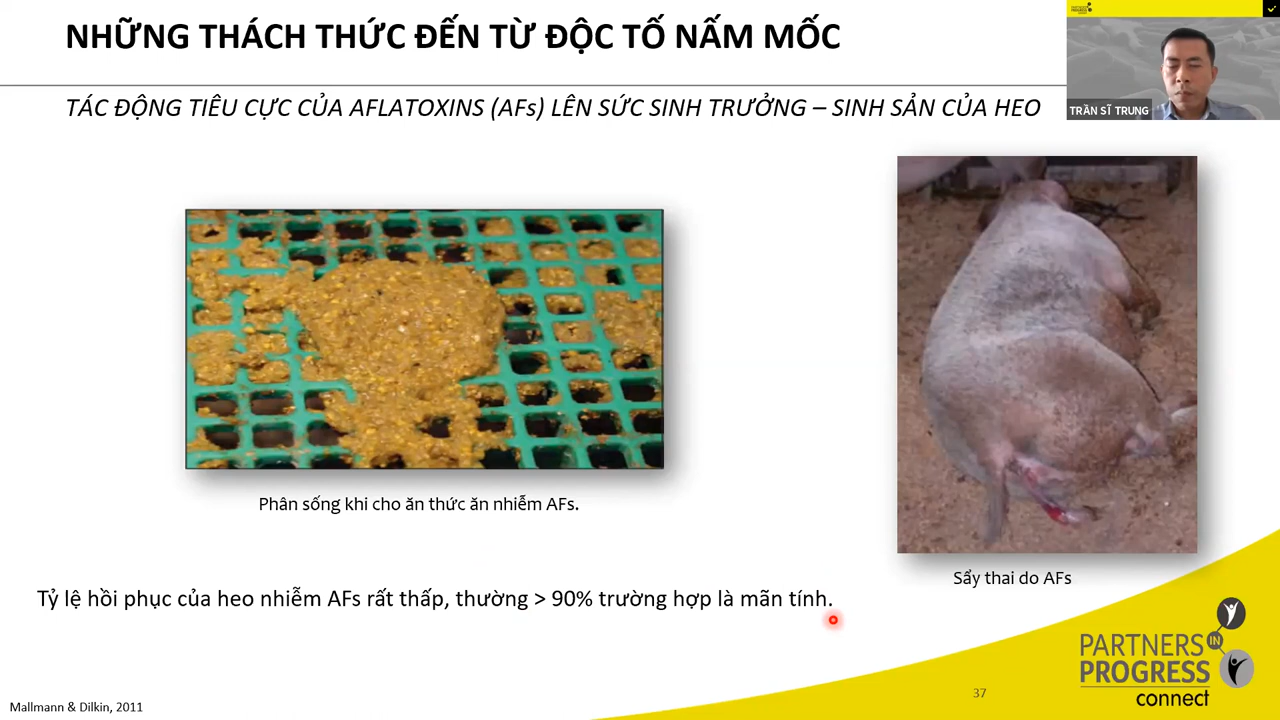 NHỮNG THÁCH THỨC ĐẾN TỪ ĐỘC TỐ NẤM MỐC
TRẦN SĨ TRUNG
TÁC ĐỘNG TIÊU CỰC CỦA AFLATOXINS (AFs) LÊN SỨC SINH TRƯỞNG – SINH SẢN CỦA HEO
Phân sống khi cho ăn thức ăn nhiễm AFs.
Sẩy thai do AFs
Tỷ lệ hồi phục của heo nhiễm AFs rất thấp, thường > 90% trường hợp là mãn tính.
PARTNERS IN
PROGRESS
connect
37
Mallmann & Dilkin, 2011